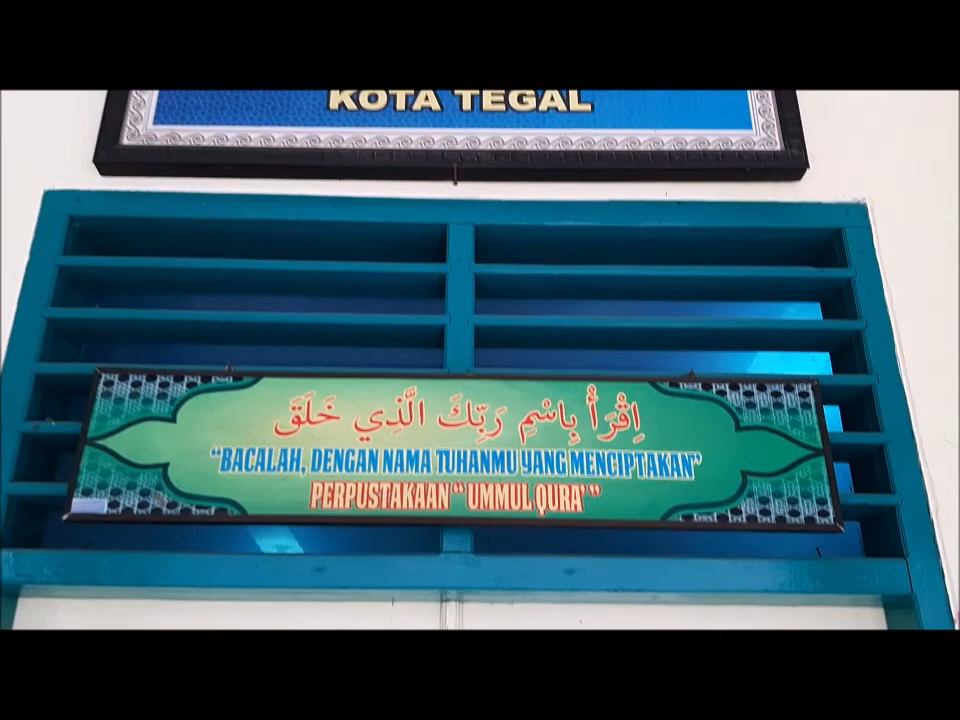 KOTA TEGAL
اِقْرَأْ بِاسْمِ رَبِّكَ الَّذِي خَلَقَ
"BACALAH, DENGAN NAMA TUHANMU YANG MENCIPTAKAN"
PERPUSTAKAAN " UMMUL QURA' "